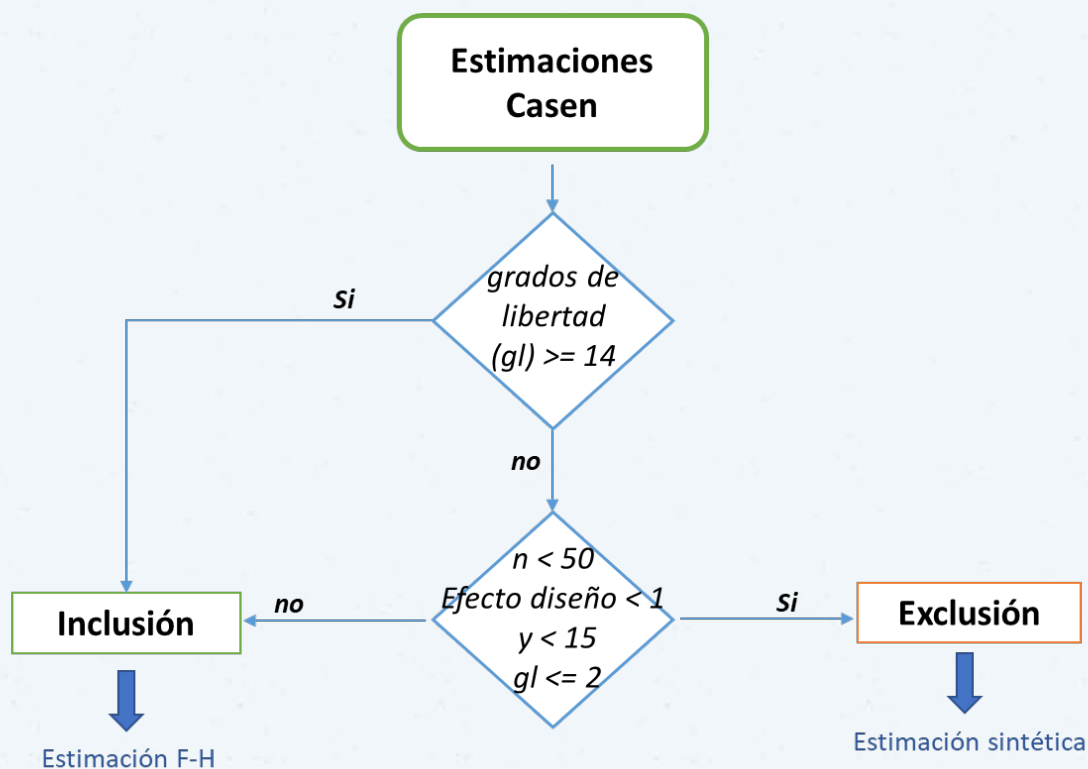 Estimaciones
Casen
grados de
libertad
(gl) >= 14
Si
no
n < 50
Efecto diseño < 1
y < 15
gl <= 2
no
Si
Inclusión
Exclusión
Estimación F-H
Estimación sintética